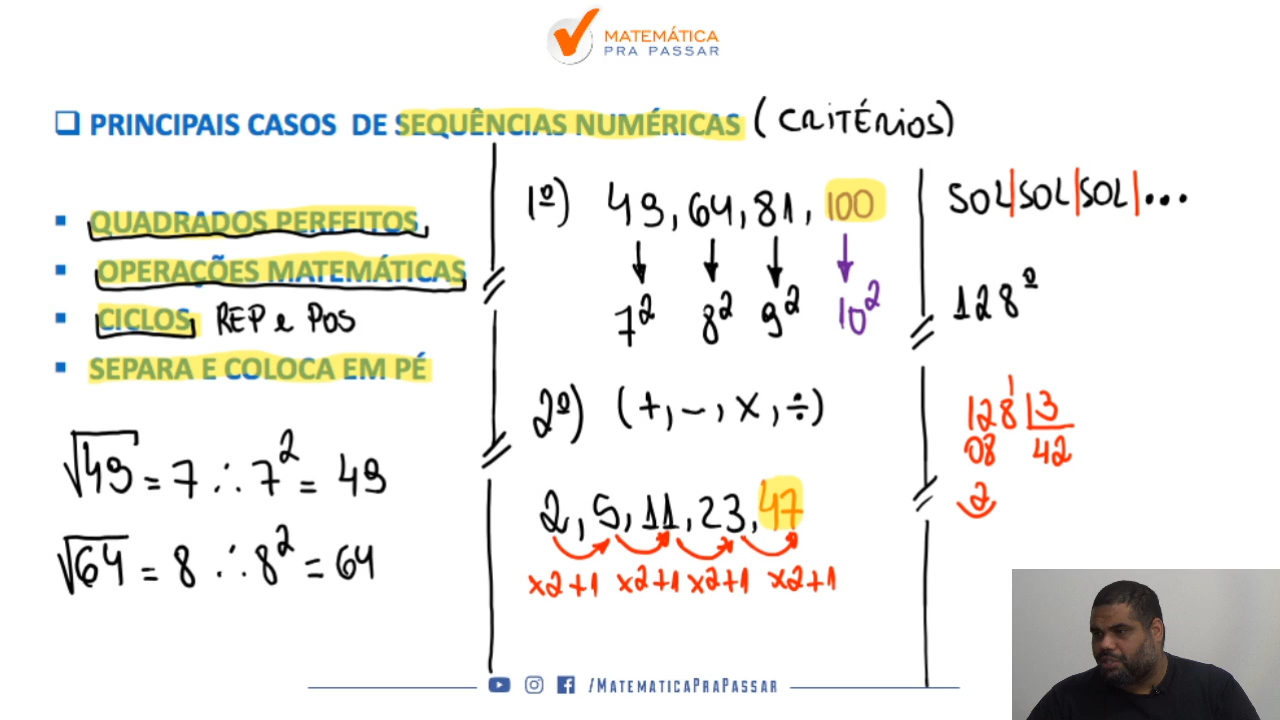 MATEMÁTICA
PRA PASSAR
PRINCIPAIS CASOS DE SEQUÊNCIAS NUMÉRICAS (CRITÉRIOS)
QUADRADOS PERFEITOS
OPERAÇÕES MATEMÁTICAS
CICLOS REP e POS
SEPARA E COLOCA EM PÉ
√49 = 7 ∴ 7² = 49
√64 = 8 ∴ 8² = 64
1º) 49, 64, 81, 100
7² 8² 9² 10²
2º) (+, -, x, ÷)
2, 5, 11, 23, 47
x2+1 x2+1 x2+1 x2+1
SOL|SOL|SOL|...
128º
128 |3
08 42
2
/MATEMATICAPRAPASSAR